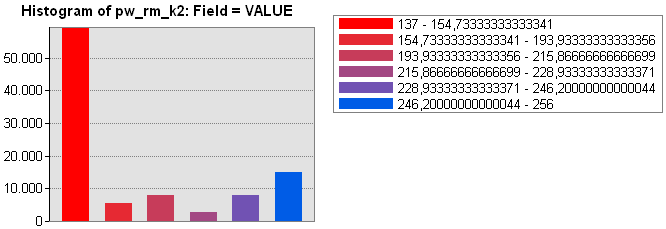 Histogram of pw_rm_k2: Field = VALUE
50.000
40.000
30.000
20.000
10.000
0
137 - 154,73333333333341
154,73333333333341 - 193,93333333333356
193,93333333333356 - 215,86666666666699
215,86666666666699 - 228,93333333333371
228,93333333333371 - 246,20000000000044
246,20000000000044 - 256